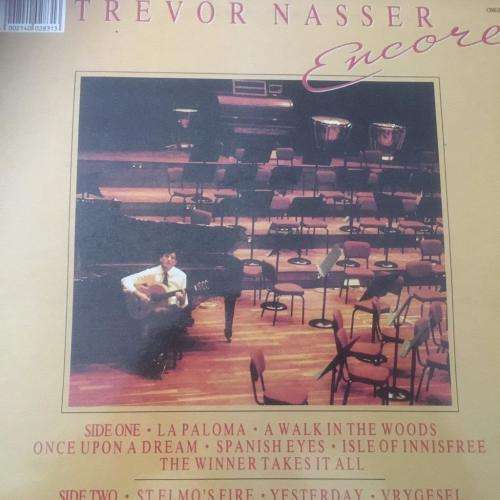 TREVOR NASSER
Encore
SIDE ONE · LA PALOMA · A WALK IN THE WOODS
ONCE UPON A DREAM · SPANISH EYES · ISLE OF INNISFREE
THE WINNER TAKES IT ALL
SIDE TWO · ST ELMO'S FIRE · YESTERDAY · VRYGESEL